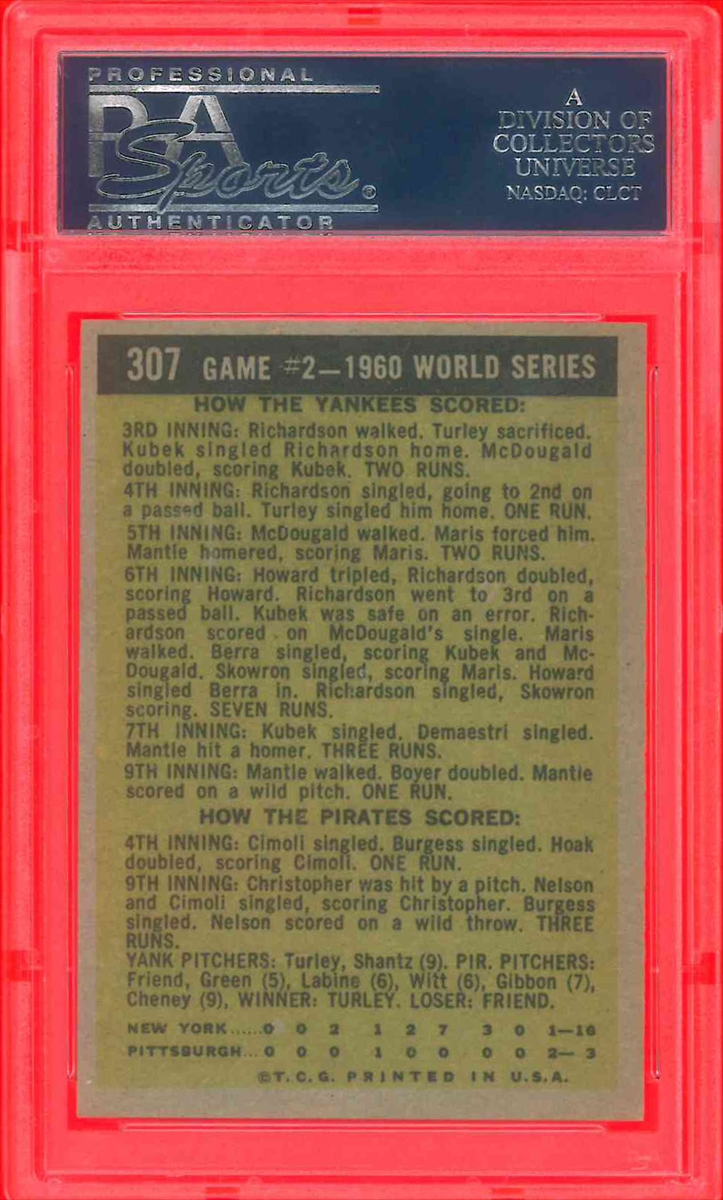 PROFESSIONAL
PSA
Sports®
AUTHENTICATOR
A
DIVISION OF
COLLECTORS
UNIVERSE
NASDAQ: CLCT
307 GAME #2—1960 WORLD SERIES
HOW THE YANKEES SCORED:
3RD INNING: Richardson walked. Turley sacrificed.
Kubek singled Richardson home. McDougald
doubled, scoring Kubek. TWO RUNS.
4TH INNING: Richardson singled, going to 2nd on
a passed ball. Turley singled him home. ONE RUN.
5TH INNING: McDougald walked. Maris forced him.
Mantle homered, scoring Maris. TWO RUNS.
6TH INNING: Howard tripled, Richardson doubled,
scoring Howard. Richardson went to 3rd on a
passed ball. Kubek was safe on an error. Rich-
ardson scored on McDougald's single. Maris
walked. Berra singled, scoring Kubek and Mc-
Dougald. Skowron singled, scoring Maris. Howard
singled Berra in. Richardson singled, Skowron
scoring. SEVEN RUNS.
7TH INNING: Kubek singled. Demaestri singled.
Mantle hit a homer. THREE RUNS.
9TH INNING: Mantle walked. Boyer doubled. Mantle
scored on a wild pitch. ONE RUN.
HOW THE PIRATES SCORED:
4TH INNING: Cimoli singled. Burgess singled. Hoak
doubled, scoring Cimoli. ONE RUN.
9TH INNING: Christopher was hit by a pitch. Nelson
and Cimoli singled, scoring Christopher. Burgess
singled. Nelson scored on a wild throw. THREE
RUNS.
YANK PITCHERS: Turley, Shantz (9). PIR. PITCHERS:
Friend, Green (5), Labine (6), Witt (6), Gibbon (7),
Cheney (9), WINNER: TURLEY. LOSER: FRIEND.
NEW YORK......0 0 2 1 2 7 3 0 1—16
PITTSBURGH...0 0 0 1 0 0 0 0 2— 3
©T.C.G. PRINTED IN U.S.A.